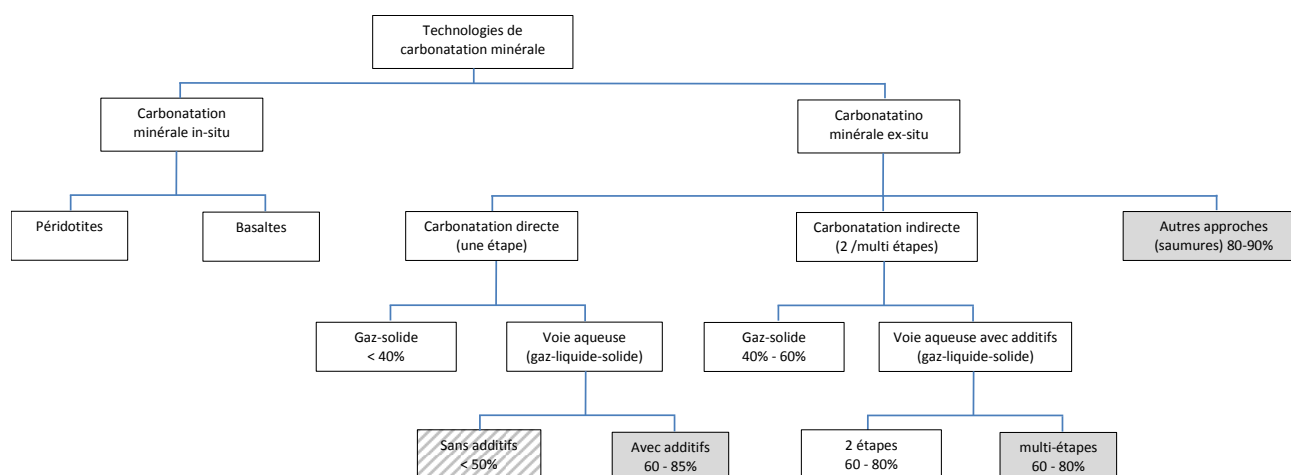 Technologies de
carbonatation minérale
Carbonatation
minérale in-situ
Carbonatatino
minérale ex-situ
Péridotites
Basaltes
Carbonatation directe
(une étape)
Carbonatation indirecte
(2 /multi étapes)
Autres approches
(saumures) 80-90%
Gaz-solide
< 40%
Voie aqueuse
(gaz-liquide-solide)
Gaz-solide
40% - 60%
Voie aqueuse avec additifs
(gaz-liquide-solide)
Sans additifs
< 50%
Avec additifs
60 - 85%
2 étapes
60 - 80%
multi-étapes
60 - 80%